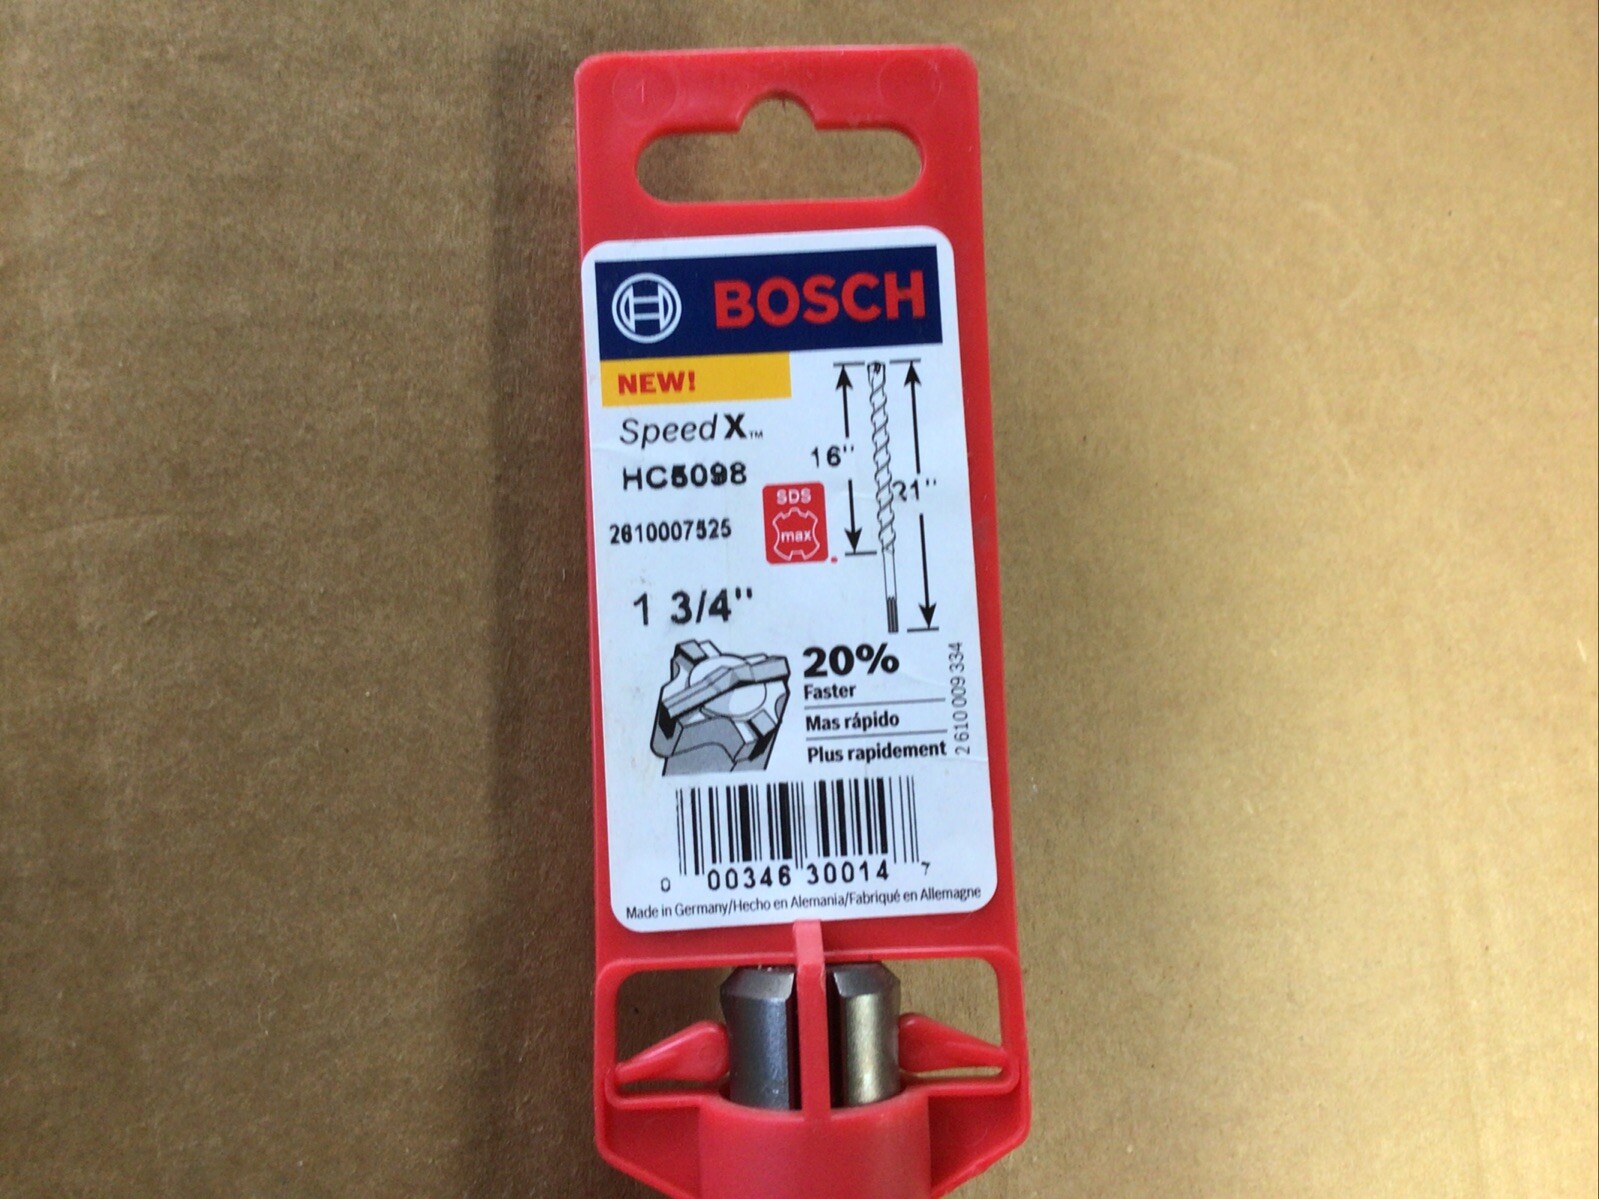 BOSCH
NEW!
Speed X™
HC5098
16"
21"
SDS
max
2610007525
1 3/4"
20%
Faster
Mas rápido
Plus rapidement
2 610 009 334
0 00346 30014 7
Made in Germany/Hecho en Alemania/Fabriqué en Allemagne